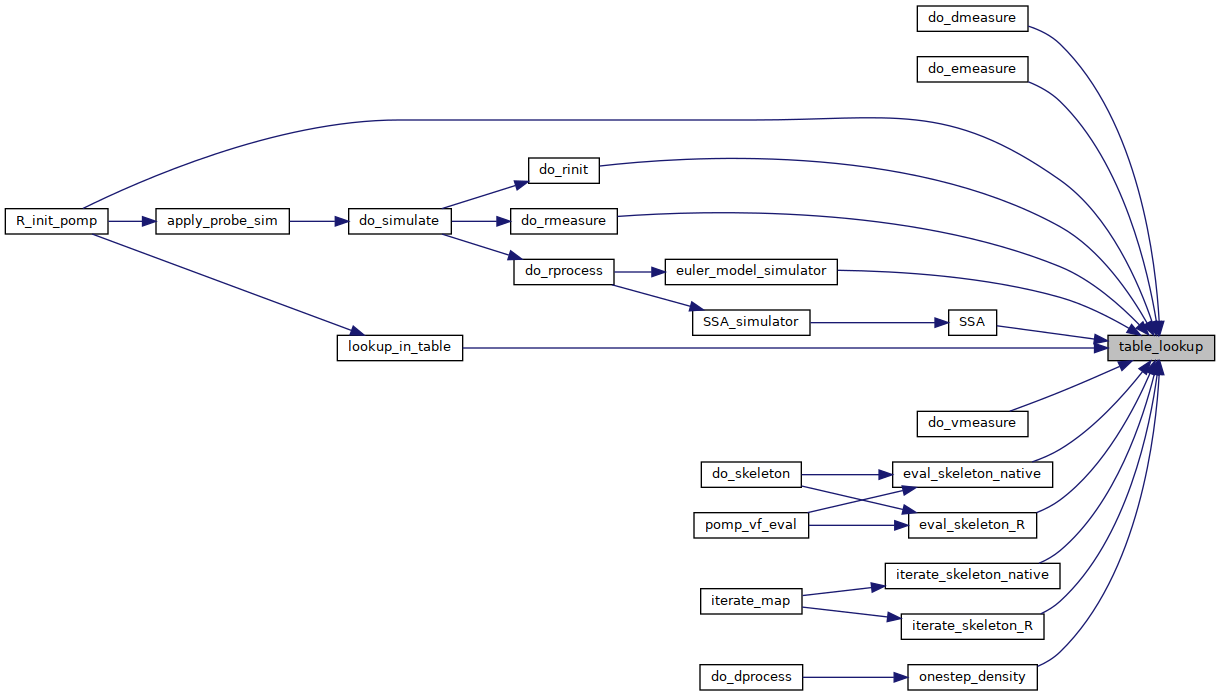 do_dmeasure
do_emeasure
do_rinit
R_init_pomp
apply_probe_sim
do_simulate
do_rmeasure
do_rprocess
euler_model_simulator
SSA_simulator
SSA
lookup_in_table
table_lookup
do_vmeasure
do_skeleton
eval_skeleton_native
pomp_vf_eval
eval_skeleton_R
iterate_skeleton_native
iterate_map
iterate_skeleton_R
do_dprocess
onestep_density